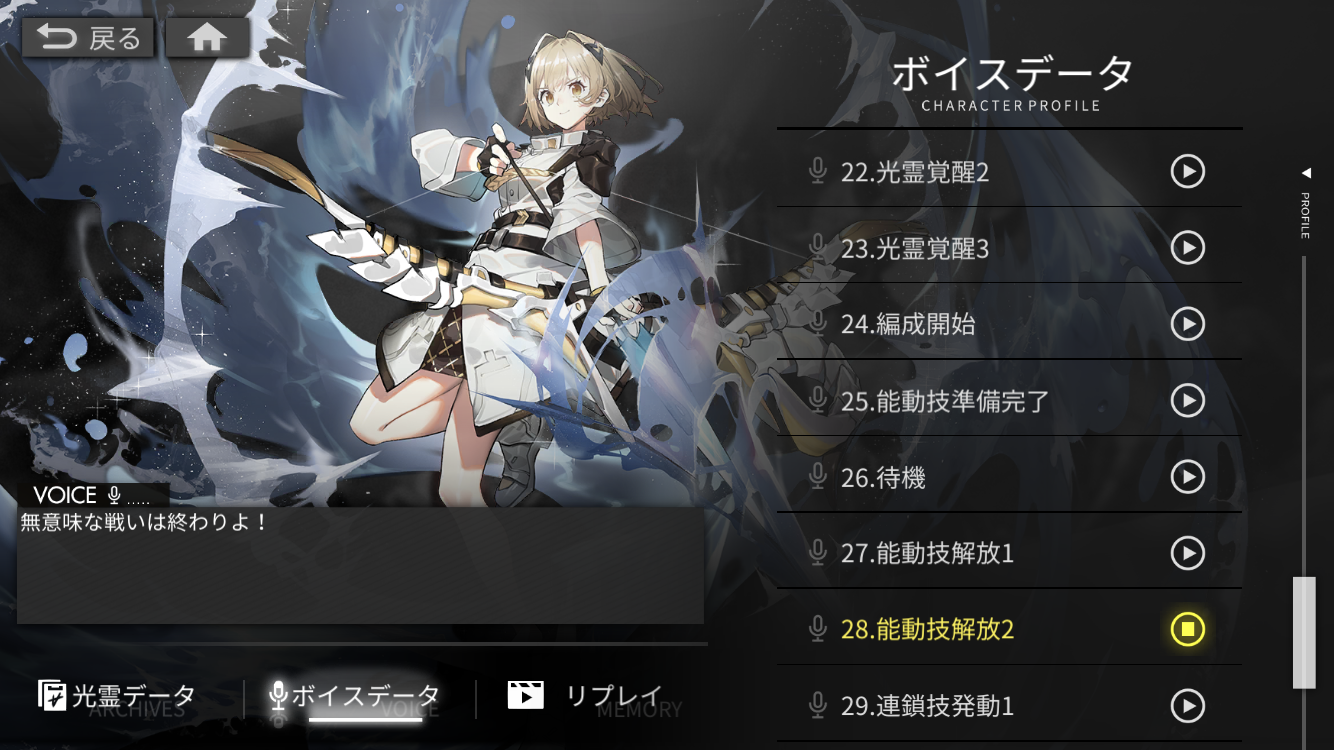 戻る
ボイスデータ
CHARACTER PROFILE
22.光霊覚醒2
23.光霊覚醒3
24.編成開始
25.能動技準備完了
26.待機
27.能動技解放1
28.能動技解放2
29.連鎖技発動1
PROFILE
VOICE .....
無意味な戦いは終わりよ！
光霊データ
ARCHIVES
ボイスデータ
VOICE
リプレイ
MEMORY